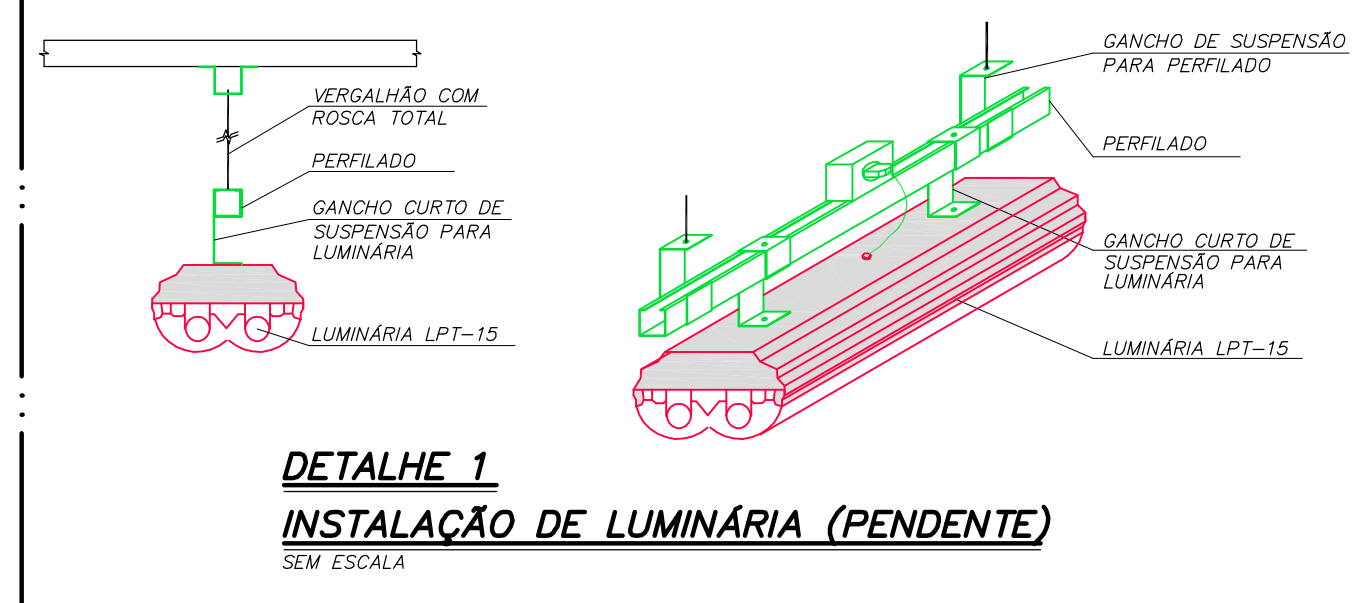 VERGALHÃO COM
ROSCA TOTAL
PERFILADO
GANCHO CURTO DE
SUSPENSÃO PARA
LUMINÁRIA
LUMINÁRIA LPT-15
GANCHO DE SUSPENSÃO
PARA PERFILADO
PERFILADO
GANCHO CURTO DE
SUSPENSÃO PARA
LUMINÁRIA
LUMINÁRIA LPT-15
DETALHE 1
INSTALAÇÃO DE LUMINÁRIA (PENDENTE)
SEM ESCALA